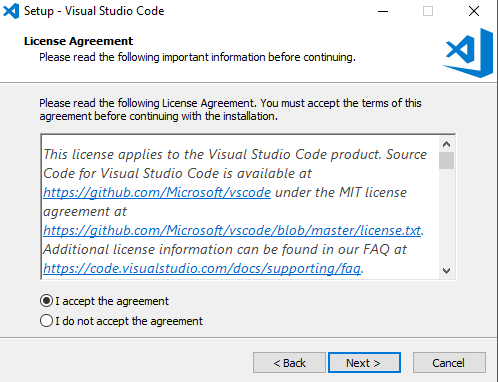 Setup - Visual Studio Code
License Agreement
Please read the following important information before continuing.
Please read the following License Agreement. You must accept the terms of this
agreement before continuing with the installation.
This license applies to the Visual Studio Code product. Source
Code for Visual Studio Code is available at
https://github.com/Microsoft/vscode under the MIT license
agreement at
https://github.com/Microsoft/vscode/blob/master/license.txt.
Additional license information can be found in our FAQ at
https://code.visualstudio.com/docs/supporting/faq.
I accept the agreement
I do not accept the agreement
< Back
Next >
Cancel